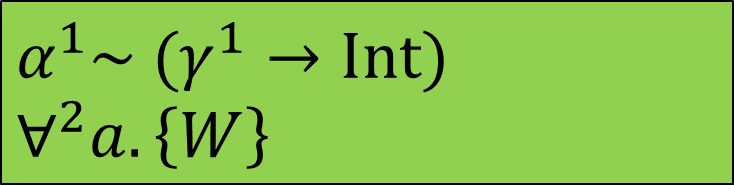 α¹~ (γ¹ → Int)
∀²a. {W}